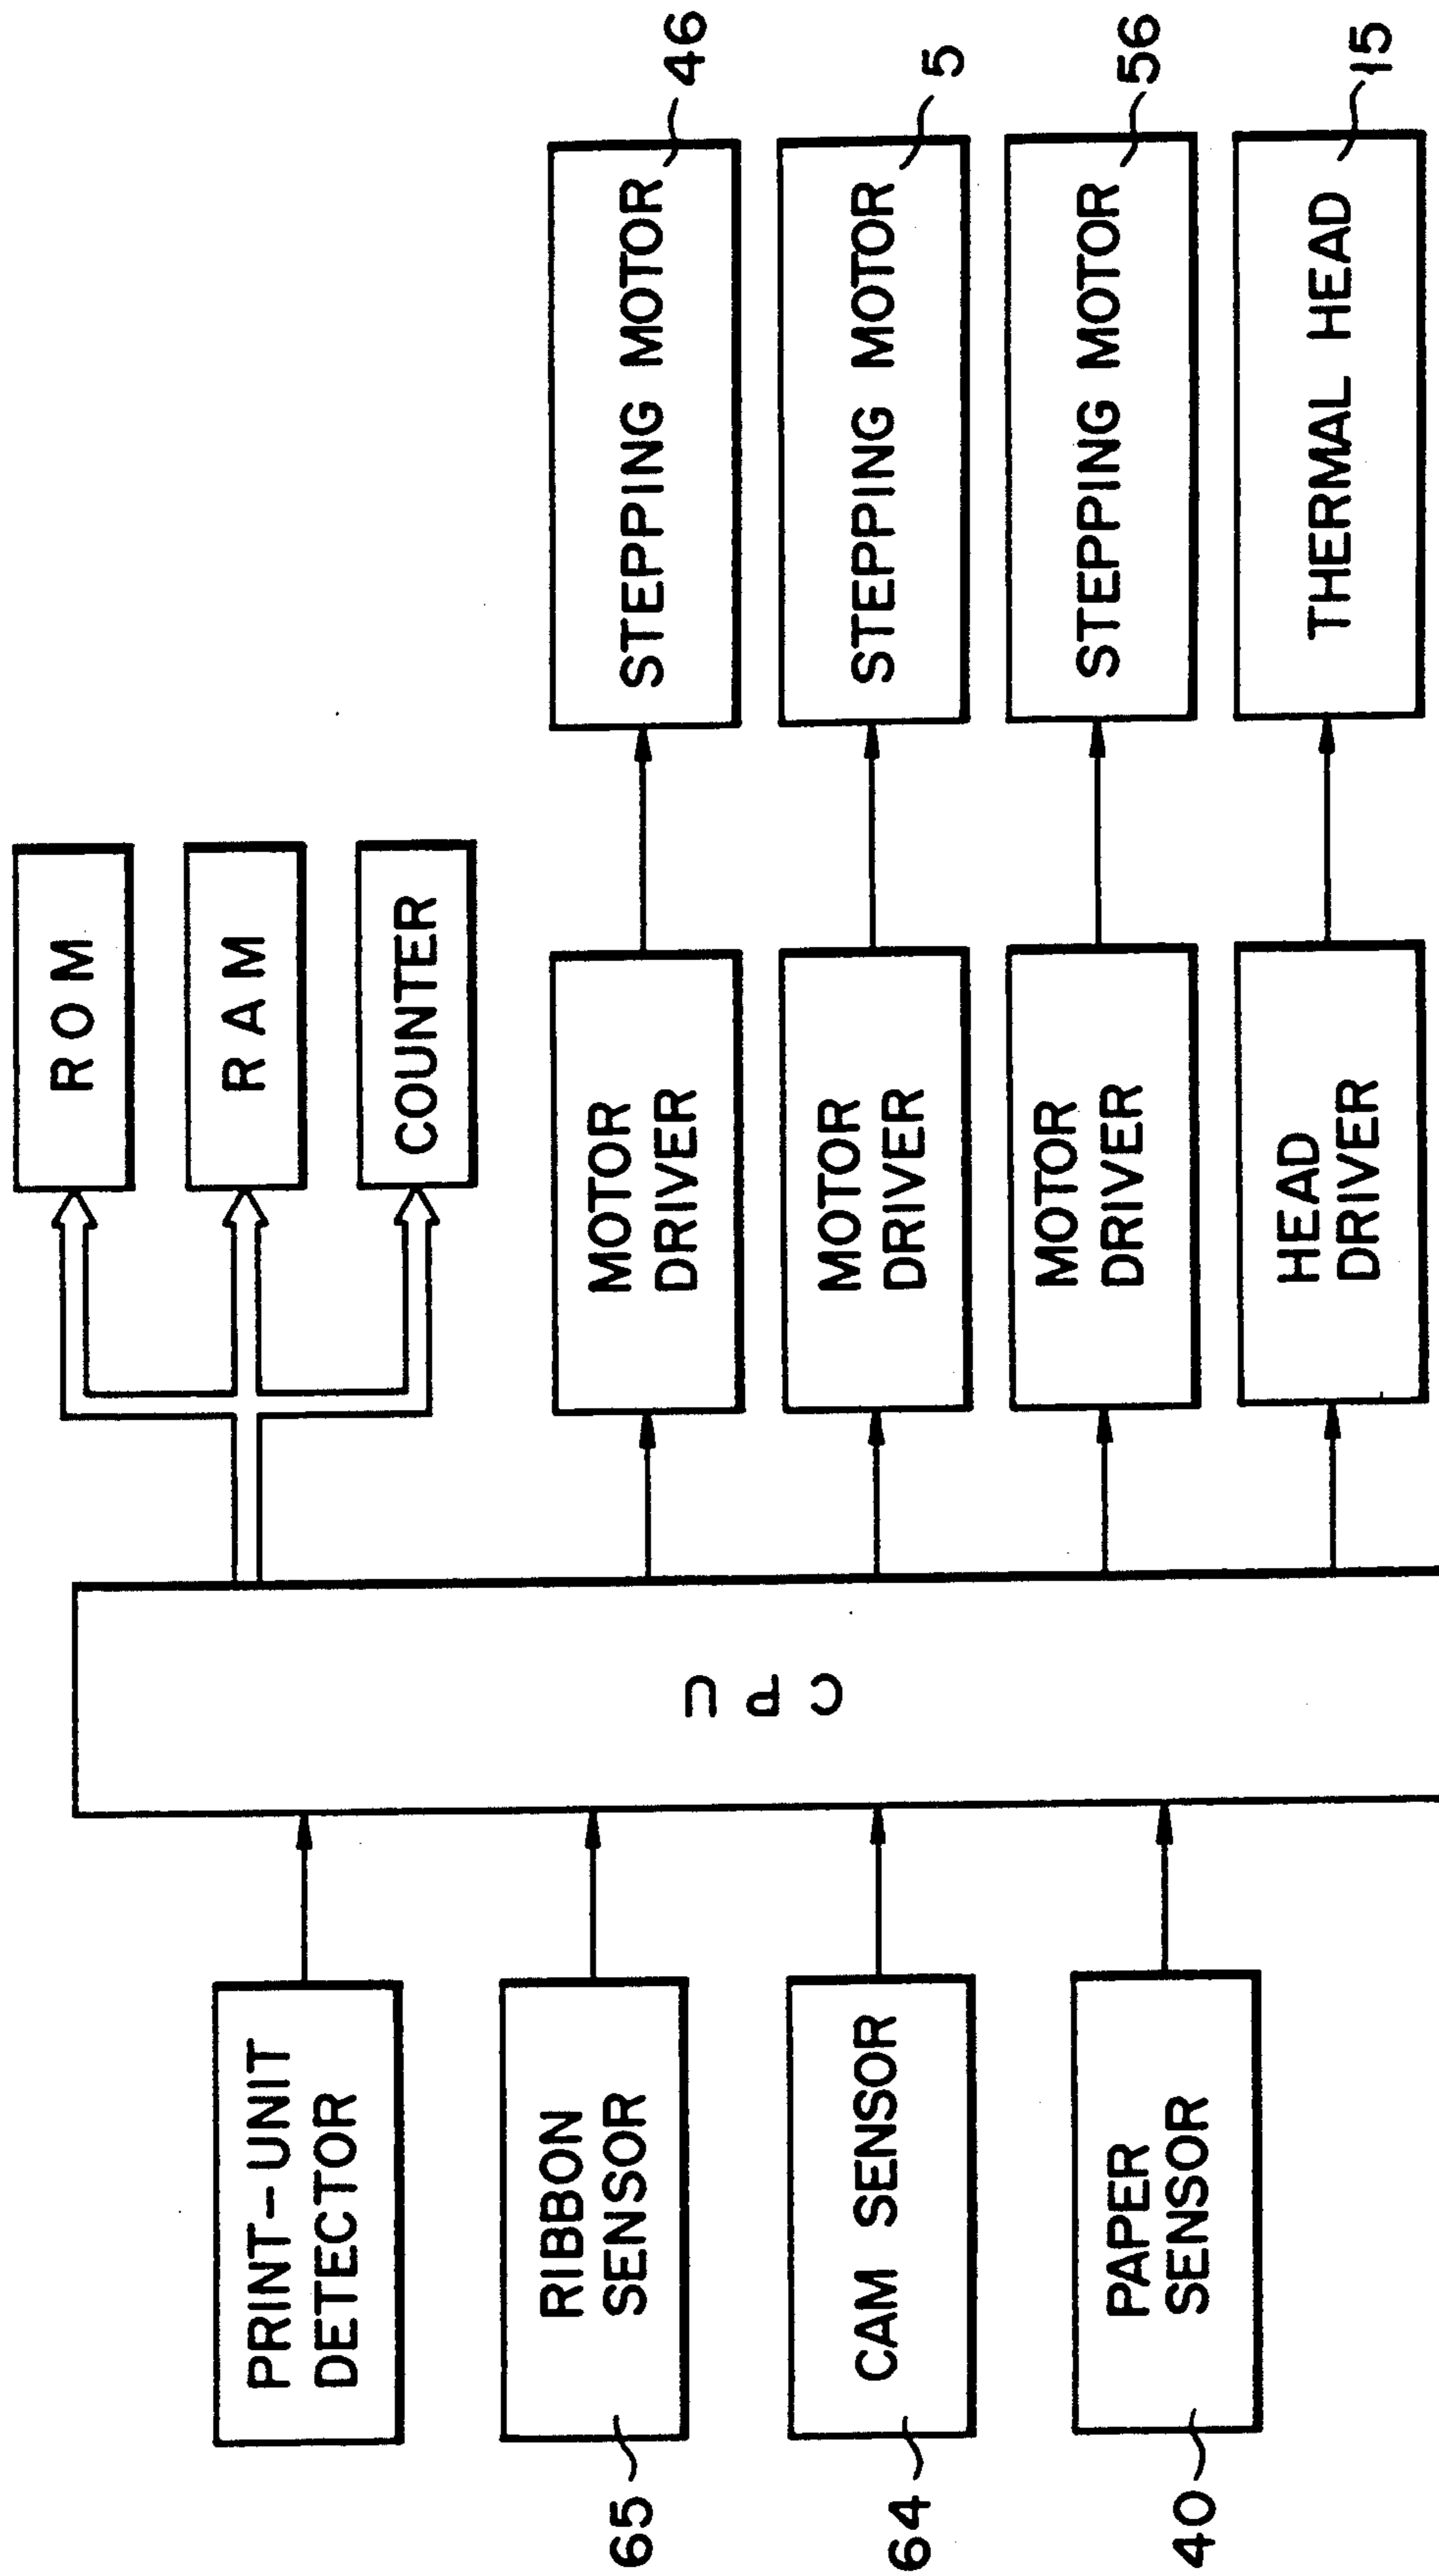 PRINT-UNIT
DETECTOR
RIBBON
SENSOR
65
CAM SENSOR
64
PAPER
SENSOR
40
CPU
ROM
RAM
COUNTER
MOTOR
DRIVER
STEPPING MOTOR
46
MOTOR
DRIVER
STEPPING MOTOR
5
MOTOR
DRIVER
STEPPING MOTOR
56
HEAD
DRIVER
THERMAL HEAD
15